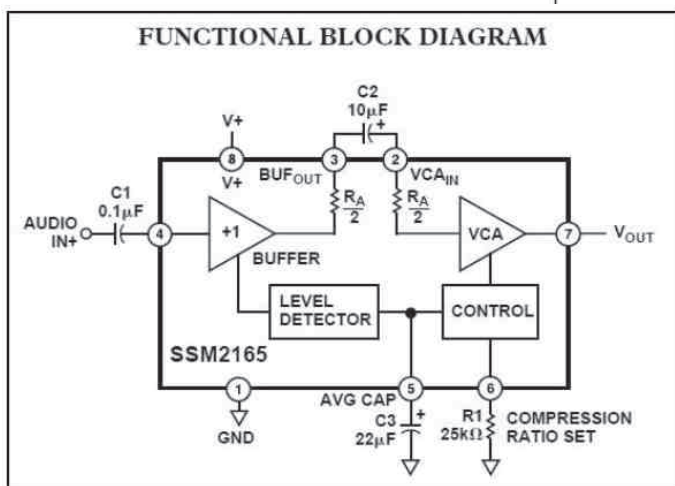 FUNCTIONAL BLOCK DIAGRAM
C2
10µF
+
V+
8
3
2
V+
BUFOUT
VCAIN
C1
0.1µF
RA
2
RA
2
AUDIO
IN+
4
+1
VCA
7
VOUT
BUFFER
LEVEL
DETECTOR
CONTROL
SSM2165
1
AVG CAP
5
6
GND
C3
22µF
+
R1
25kΩ
COMPRESSION
RATIO SET